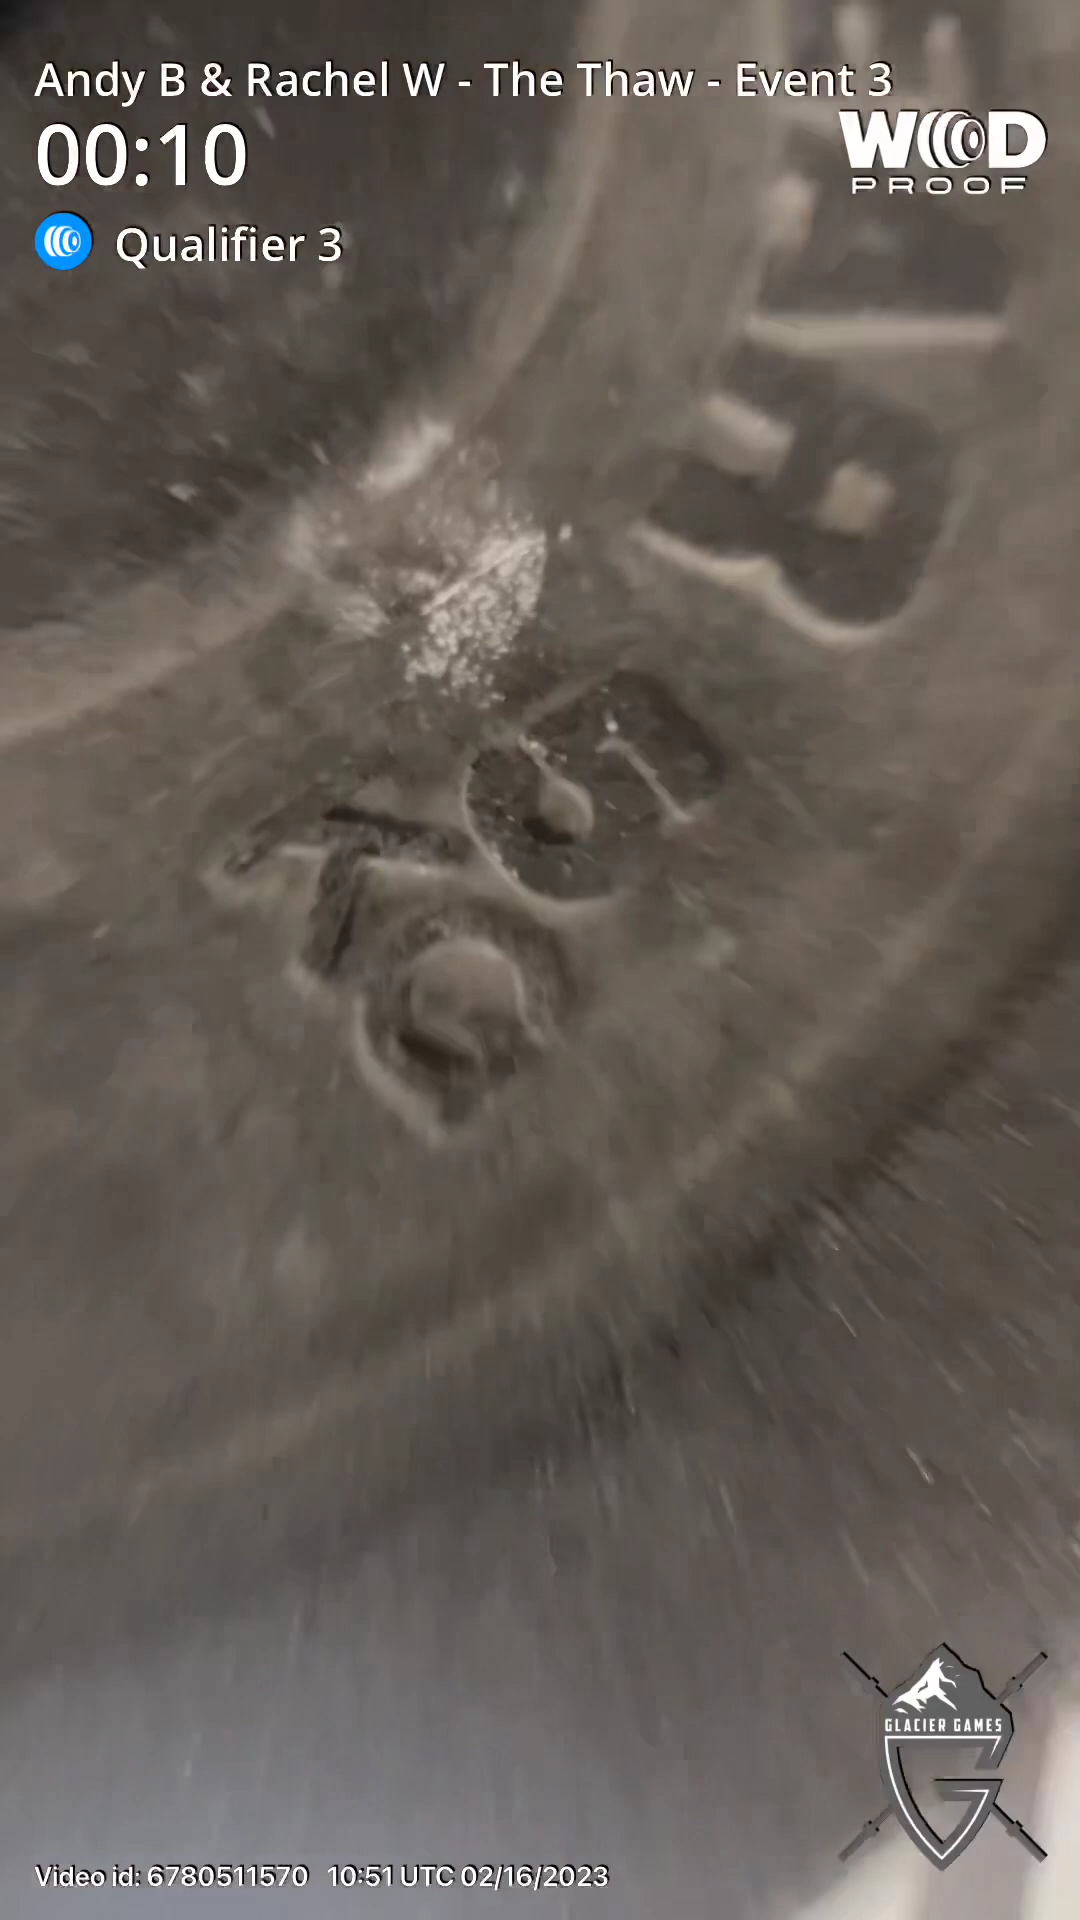 Andy B & Rachel W - The Thaw - Event 3
00:10
WOD
PROOF
Qualifier 3
GLACIER GAMES
G
Video id: 6780511570 10:51 UTC 02/16/2023